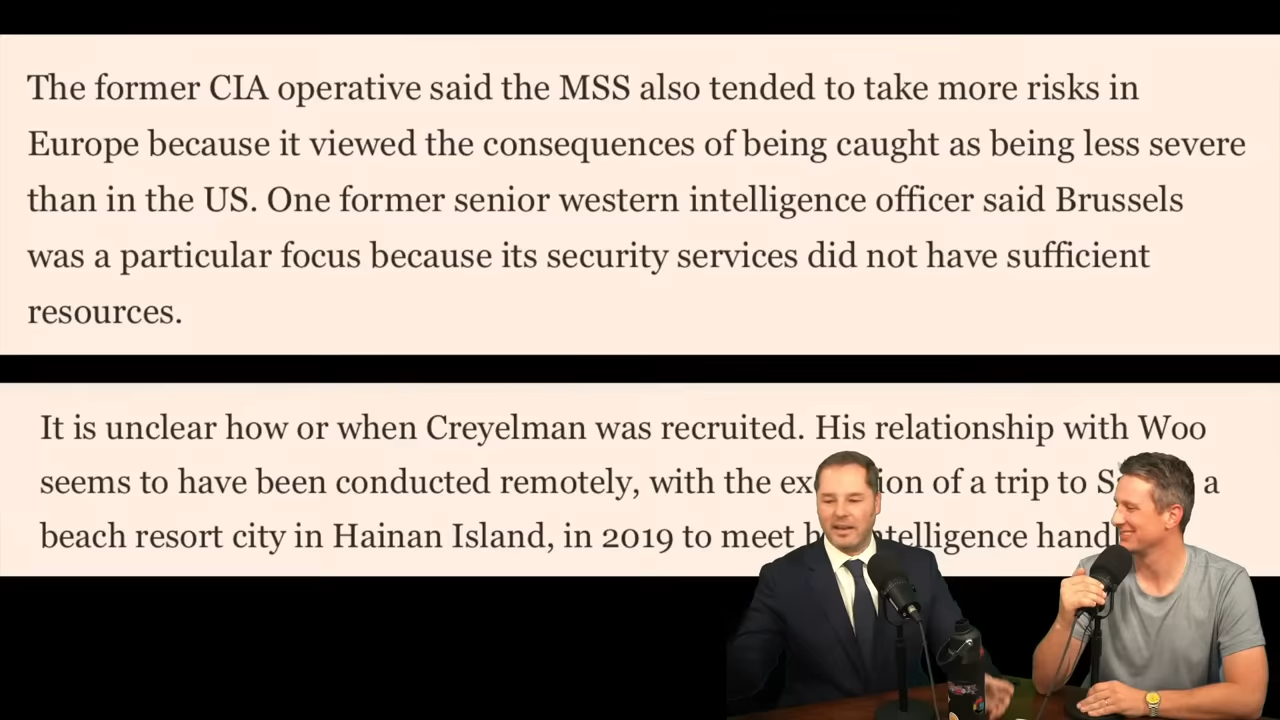 The former CIA operative said the MSS also tended to take more risks in
Europe because it viewed the consequences of being caught as being less severe
than in the US. One former senior western intelligence officer said Brussels
was a particular focus because its security services did not have sufficient
resources.
It is unclear how or when Creyelman was recruited. His relationship with Woo
seems to have been conducted remotely, with the of a trip to a
beach resort city in Hainan Island, in 2019 to meet